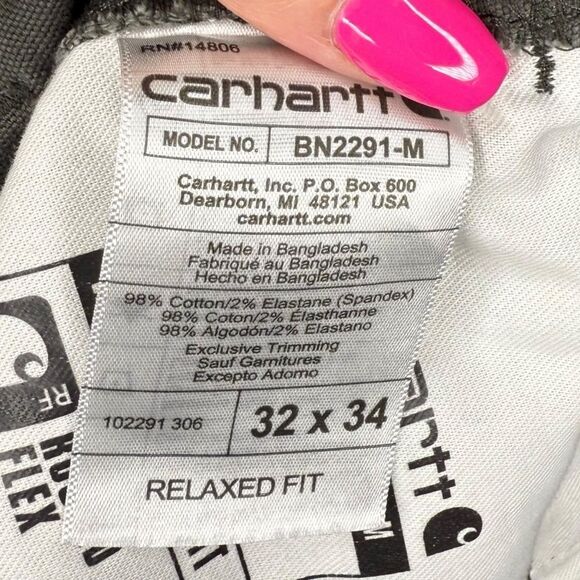 RN#14806
carhartt
MODEL NO. BN2291-M
Carhartt, Inc. P.O. Box 600
Dearborn, MI 48121 USA
carhartt.com
Made in Bangladesh
Fabriqué au Bangladesh
Hecho en Bangladesh
98% Cotton/2% Elastane (Spandex)
98% Coton/2% Elasthanne
98% Algodón/2% Elastano
Exclusive Trimming
Sauf Garnitures
Excepto Adorno
102291 306 32 x 34
RELAXED FIT
RF
FLEX